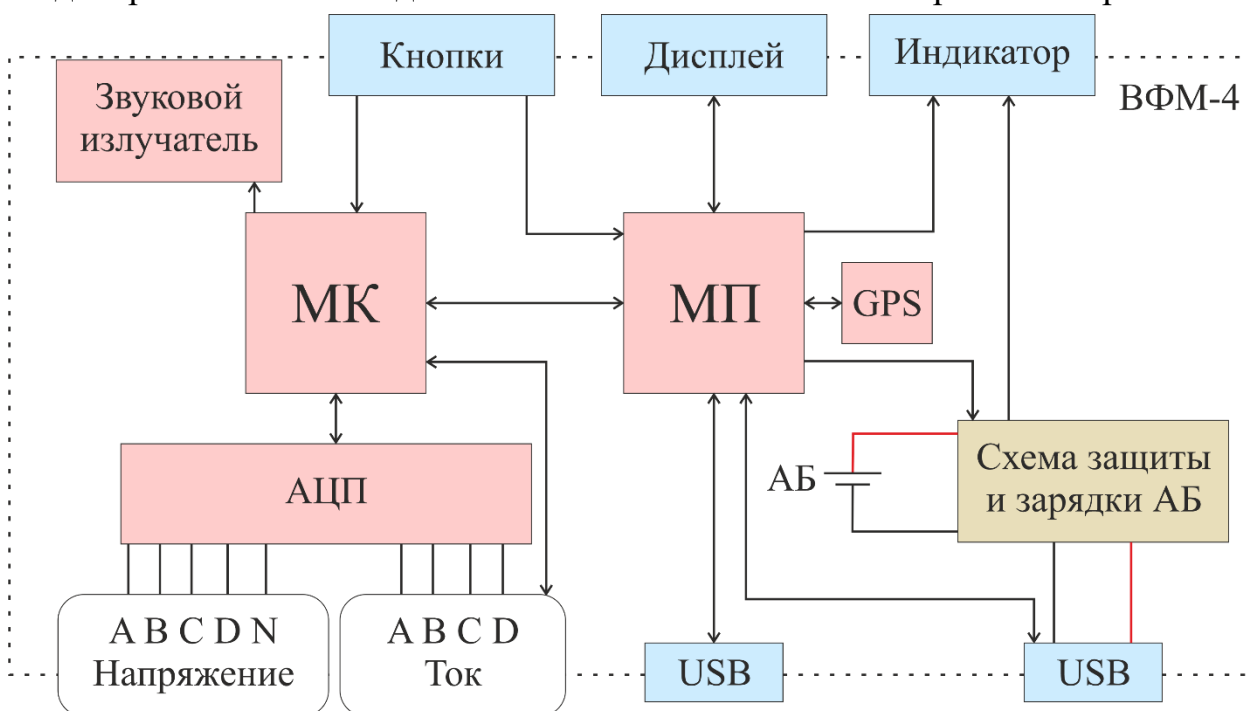 Кнопки
Дисплей
Индикатор
ВФМ-4
Звуковой
излучатель
МК
МП
GPS
АЦП
АБ
Схема защиты
и зарядки АБ
A B C D N
Напряжение
A B C D
Ток
USB
USB